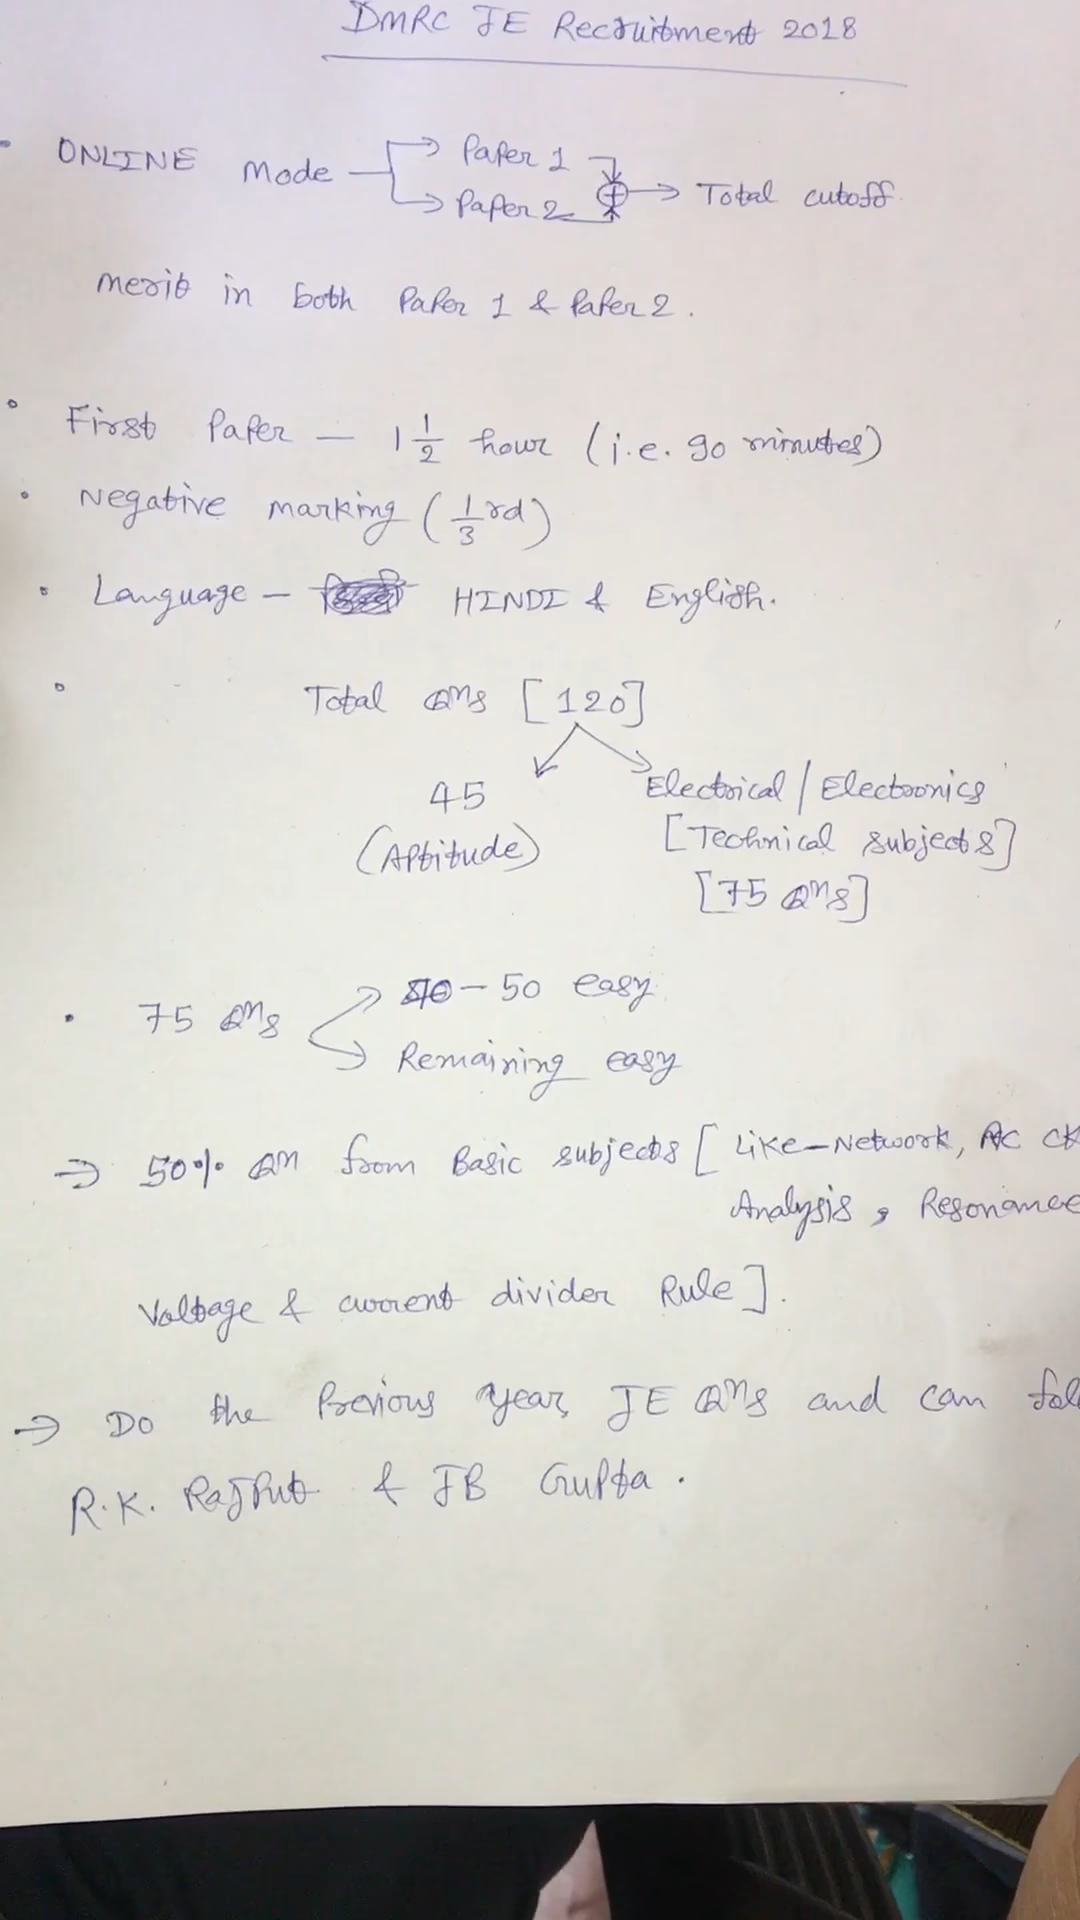 DMRC JE Recruitment 2018
ONLINE Mode → Paper 1
→ Paper 2
+ → Total cutoff
merit in both Paper 1 & Paper 2.
First Paper — 1 1/2 hour (i.e. 90 minutes)
Negative marking (1/3 rd)
Language — HINDI & English.
Total Qns [120]
45
(Aptitude)
Electrical / Electronics
[Technical subjects]
[75 Qns]
75 Qns → 40 - 50 easy
→ Remaining easy
⇒ 50% Qn from Basic subjects [Like-Network, AC Ck
Analysis, Resonance
Voltage & current divider Rule].
→ Do the Previous year JE Qns and can fol
R.K. Rajput & JB Gupta.